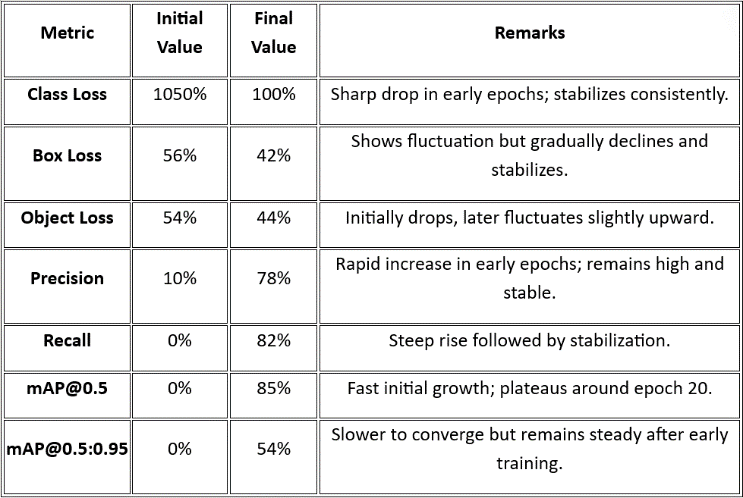 Metric Initial Value Final Value Remarks
Class Loss 1050% 100% Sharp drop in early epochs; stabilizes consistently.
Box Loss 56% 42% Shows fluctuation but gradually declines and stabilizes.
Object Loss 54% 44% Initially drops, later fluctuates slightly upward.
Precision 10% 78% Rapid increase in early epochs; remains high and stable.
Recall 0% 82% Steep rise followed by stabilization.
mAP@0.5 0% 85% Fast initial growth; plateaus around epoch 20.
mAP@0.5:0.95 0% 54% Slower to converge but remains steady after early training.